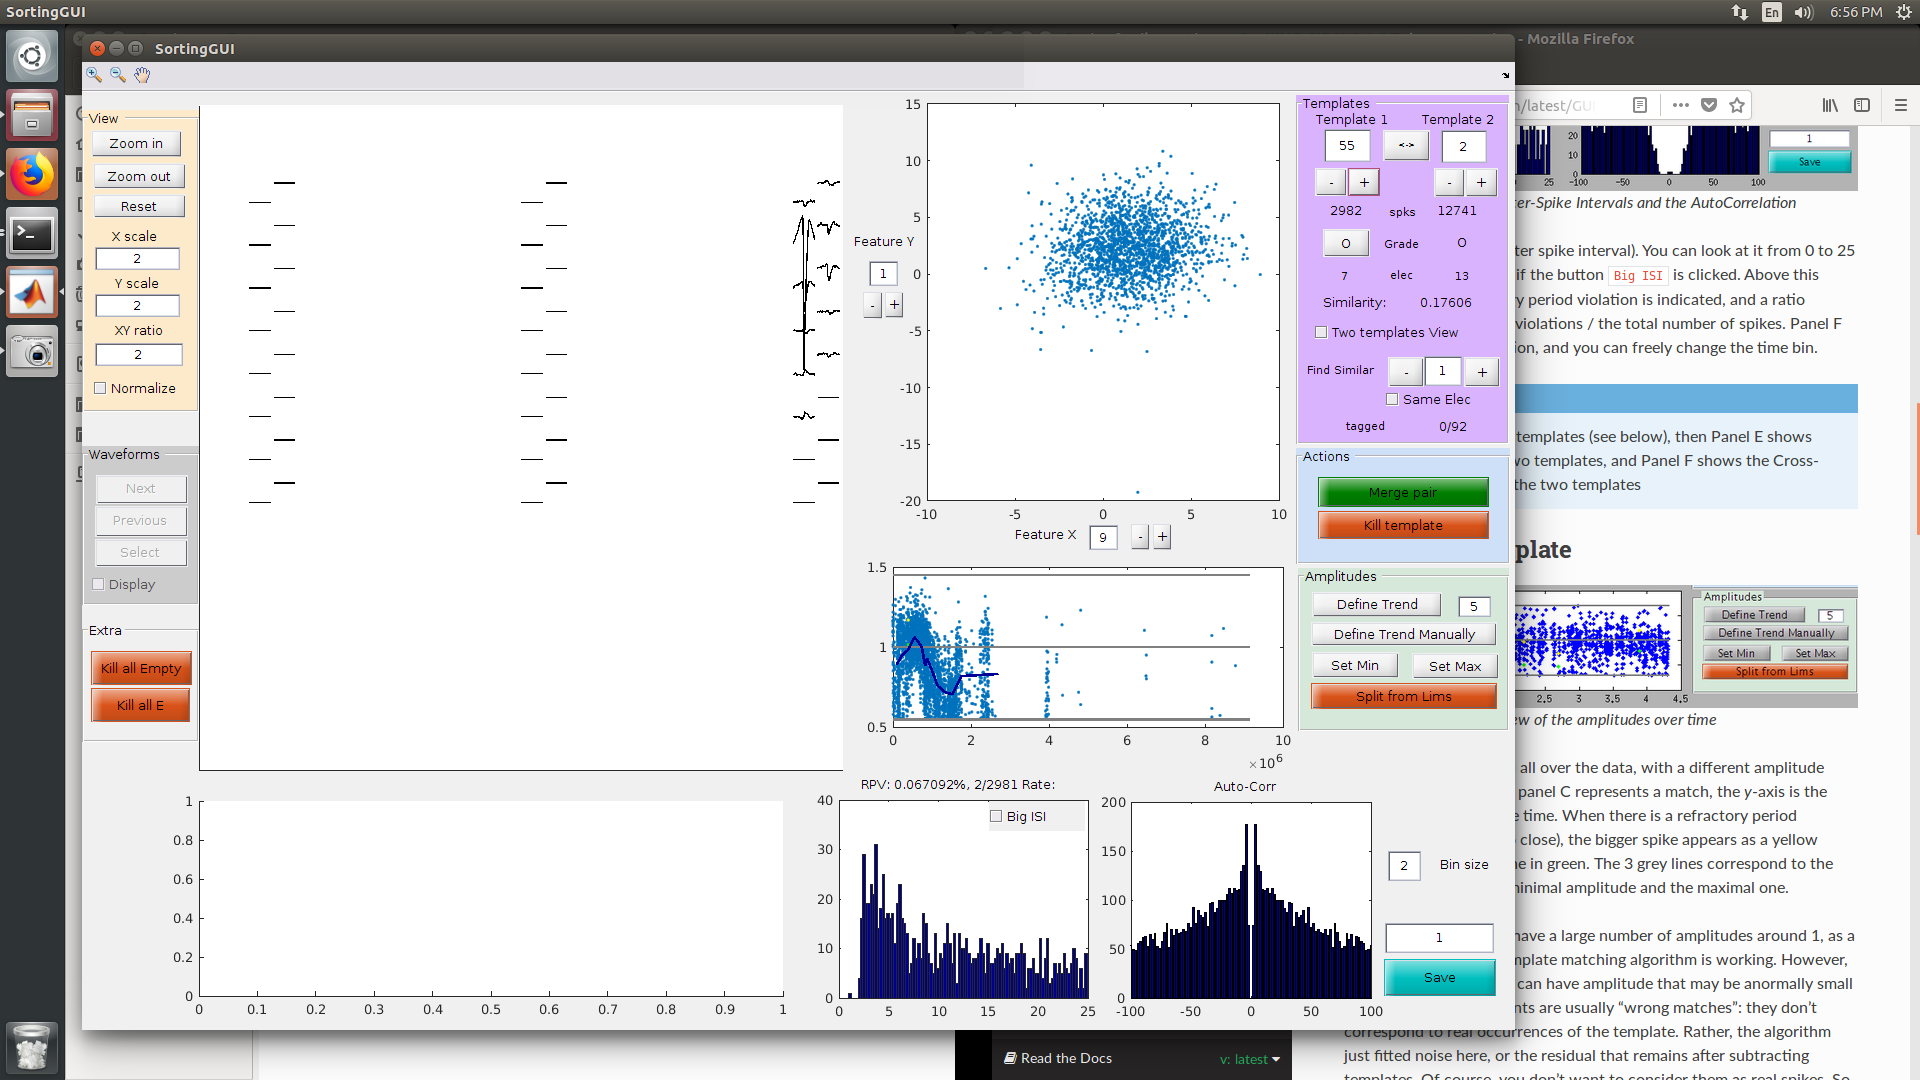 SortingGUI
En
6:56 PM
SortingGUI
- Mozilla Firefox
View
Zoom in
Zoom out
Reset
X scale
2
Y scale
2
XY ratio
2
Normalize
Waveforms
Next
Previous
Select
Display
Extra
Kill all Empty
Kill all E
15
10
5
0
-5
-10
-15
-20
-10 -5 0 5 10
Feature Y
1
- +
Feature X 9 - +
Templates
Template 1 Template 2
55 <-> 2
- + - +
2982 spks 12741
O Grade O
7 elec 13
Similarity: 0.17606
Two templates View
Find Similar - 1 +
Same Elec
tagged 0/92
Actions
Merge pair
Kill template
1.5
1
0.5
0 2 4 6 8 10
×10^6
Amplitudes
Define Trend 5
Define Trend Manually
Set Min Set Max
Split from Lims
1
0.8
0.6
0.4
0.2
0
0 0.1 0.2 0.3 0.4 0.5 0.6 0.7 0.8 0.9 1
RPV: 0.067092%, 2/2981 Rate:
Big ISI
40
30
20
10
0
0 5 10 15 20 25
Auto-Corr
200
150
100
50
0
-100 -50 0 50 100
2 Bin size
1
Save
n/latest/GU
20
10
0
25 -100 -50 0 50 100
1
Save
er-Spike Intervals and the AutoCorrelation
ter spike interval). You can look at it from 0 to 25
if the button Big ISI is clicked. Above this
y period violation is indicated, and a ratio
violations / the total number of spikes. Panel F
ion, and you can freely change the time bin.
templates (see below), then Panel E shows
vo templates, and Panel F shows the Cross-
the two templates
plate
2.5 3 3.5 4 4.5
Amplitudes
Define Trend 5
Define Trend Manually
Set Min Set Max
Split from Lims
w of the amplitudes over time
all over the data, with a different amplitude
panel C represents a match, the y-axis is the
e time. When there is a refractory period
close), the bigger spike appears as a yellow
ne in green. The 3 grey lines correspond to the
minimal amplitude and the maximal one.
have a large number of amplitudes around 1, as a
mplate matching algorithm is working. However,
can have amplitude that may be anormally small
nts are usually “wrong matches”: they don’t
correspond to real occurrences of the template. Rather, the algorithm
just fitted noise here, or the residual that remains after subtracting
templates. Of course, you don't want to consider them as real spikes. So
Read the Docs v: latest